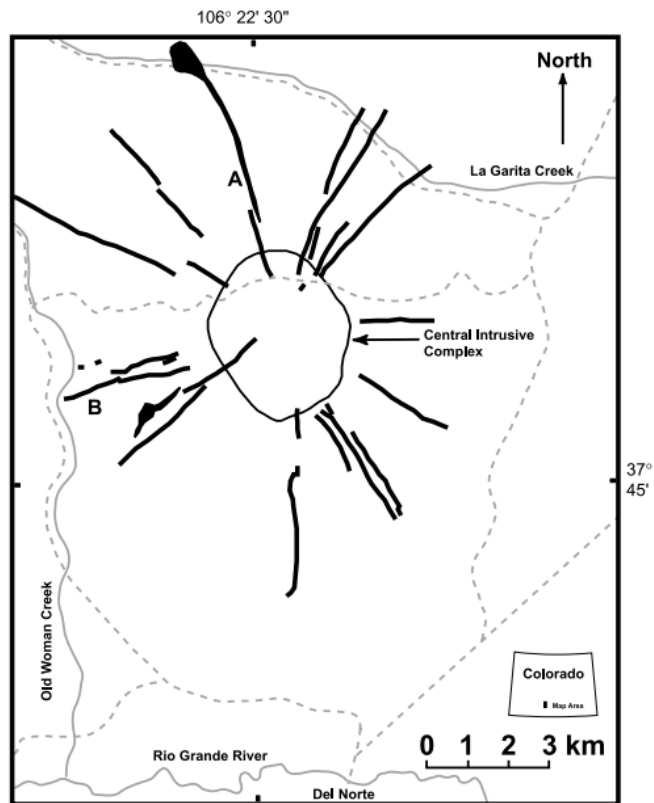 106° 22' 30"
North
La Garita Creek
A
Central Intrusive
Complex
B
37°
45'
Old Woman Creek
Colorado
Map Area
0 1 2 3 km
Rio Grande River
Del Norte